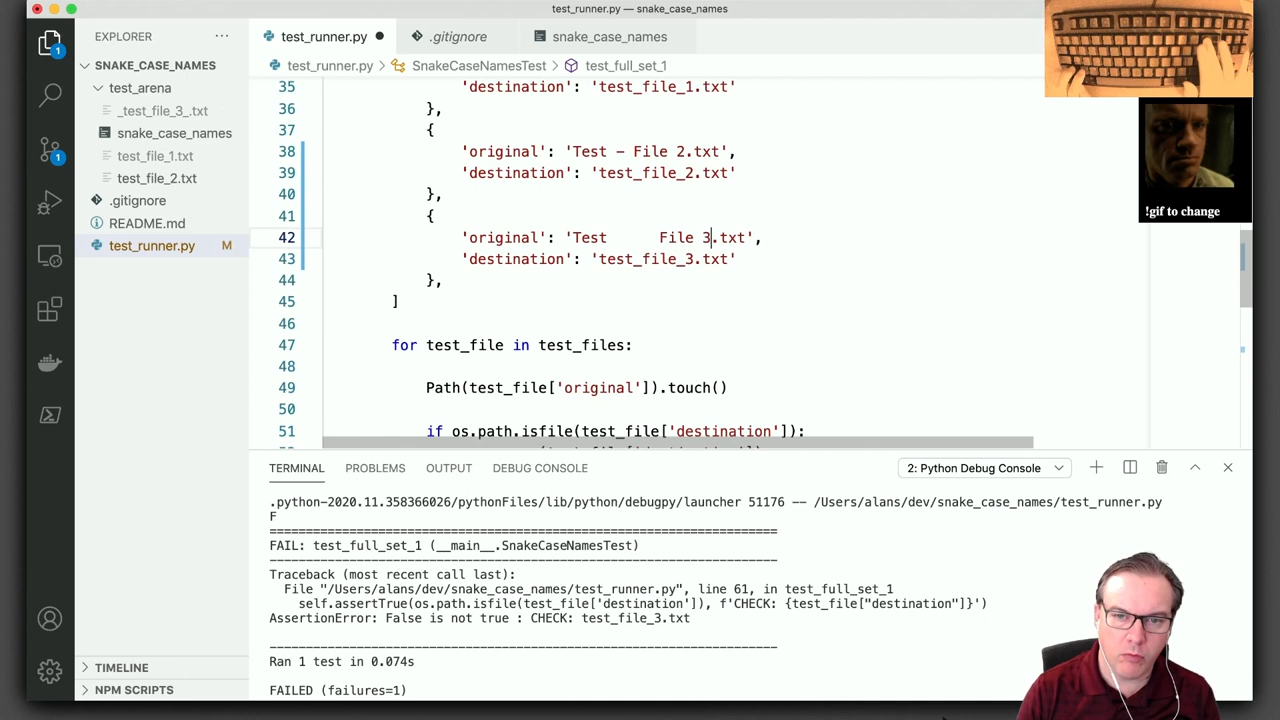 test_runner.py — snake_case_names
EXPLORER ...
test_runner.py
.gitignore
snake_case_names
SNAKE_CASE_NAMES
test_arena
_test_file_3_.txt
snake_case_names
test_file_1.txt
test_file_2.txt
.gitignore
README.md
test_runner.py M
TIMELINE
NPM SCRIPTS
1
1
test_runner.py > SnakeCaseNamesTest > test_full_set_1
35 'destination': 'test_file_1.txt'
36 },
37 {
38 'original': 'Test - File 2.txt',
39 'destination': 'test_file_2.txt'
40 },
41 {
42 'original': 'Test      File 3.txt',
43 'destination': 'test_file_3.txt'
44 },
45 ]
46
47 for test_file in test_files:
48
49 Path(test_file['original']).touch()
50
51 if os.path.isfile(test_file['destination']):
!gif to change
TERMINAL PROBLEMS OUTPUT DEBUG CONSOLE 2: Python Debug Console
.python-2020.11.358366026/pythonFiles/lib/python/debugpy/launcher 51176 -- /Users/alans/dev/snake_case_names/test_runner.py
F
======================================================================
FAIL: test_full_set_1 (__main__.SnakeCaseNamesTest)
----------------------------------------------------------------------
Traceback (most recent call last):
File "/Users/alans/dev/snake_case_names/test_runner.py", line 61, in test_full_set_1
self.assertTrue(os.path.isfile(test_file['destination']), f'CHECK: {test_file["destination"]}')
AssertionError: False is not true : CHECK: test_file_3.txt
----------------------------------------------------------------------
Ran 1 test in 0.074s
FAILED (failures=1)